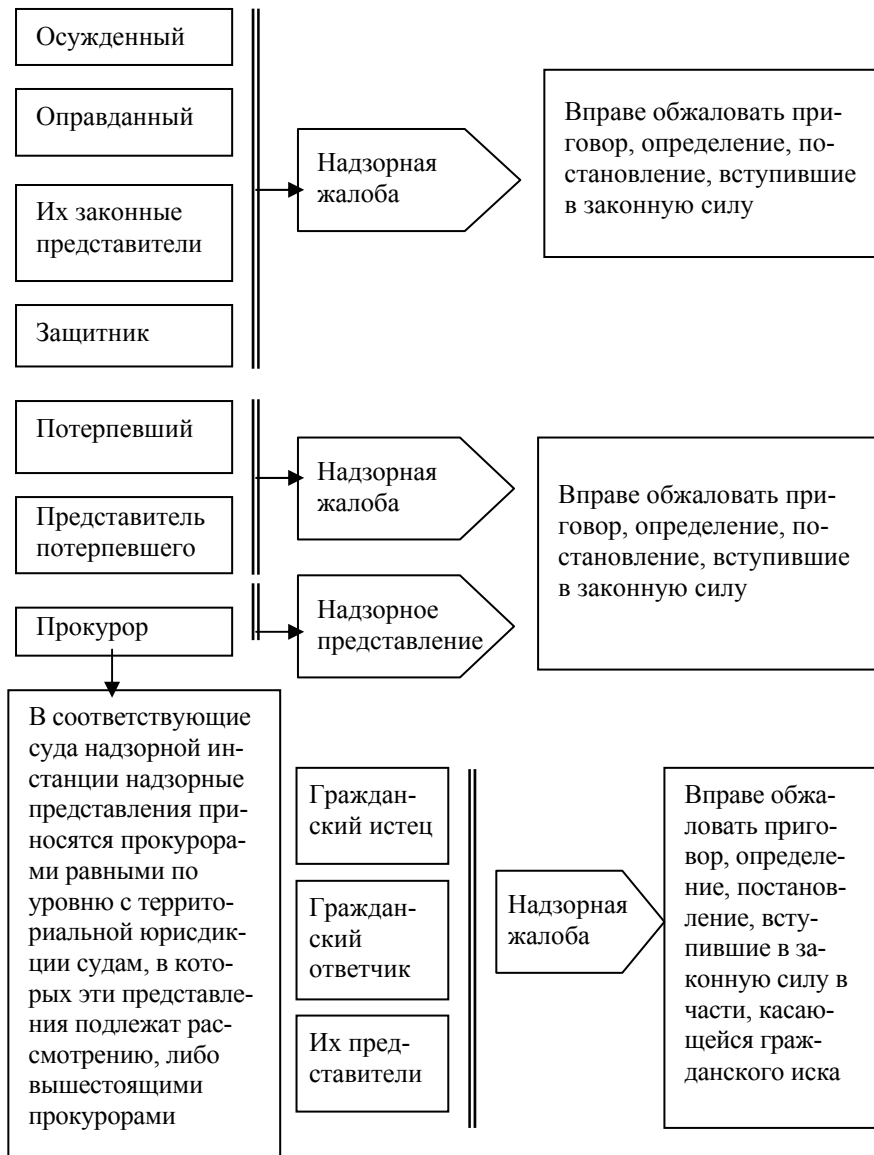 Осужденный
Оправданный
Их законные
представители
Защитник
Надзорная
жалоба
Вправе обжаловать при-
говор, определение, по-
становление, вступившие
в законную силу
Потерпевший
Представитель
потерпевшего
Надзорная
жалоба
Прокурор
Надзорное
представление
Вправе обжаловать при-
говор, определение, по-
становление, вступившие
в законную силу
В соответствующие
суда надзорной ин-
станции надзорные
представления при-
носятся прокурора-
ми равными по
уровню с террито-
риальной юрисдик-
ции судам, в кото-
рых эти представле-
ния подлежат рас-
смотрению, либо
вышестоящими
прокурорами
Граждан-
ский истец
Граждан-
ский
ответчик
Их пред-
ставители
Надзорная
жалоба
Вправе обжа-
ловать приго-
вор, определе-
ние, постанов-
ление, всту-
пившие в за-
конную силу в
части, касаю-
щейся граж-
данского иска